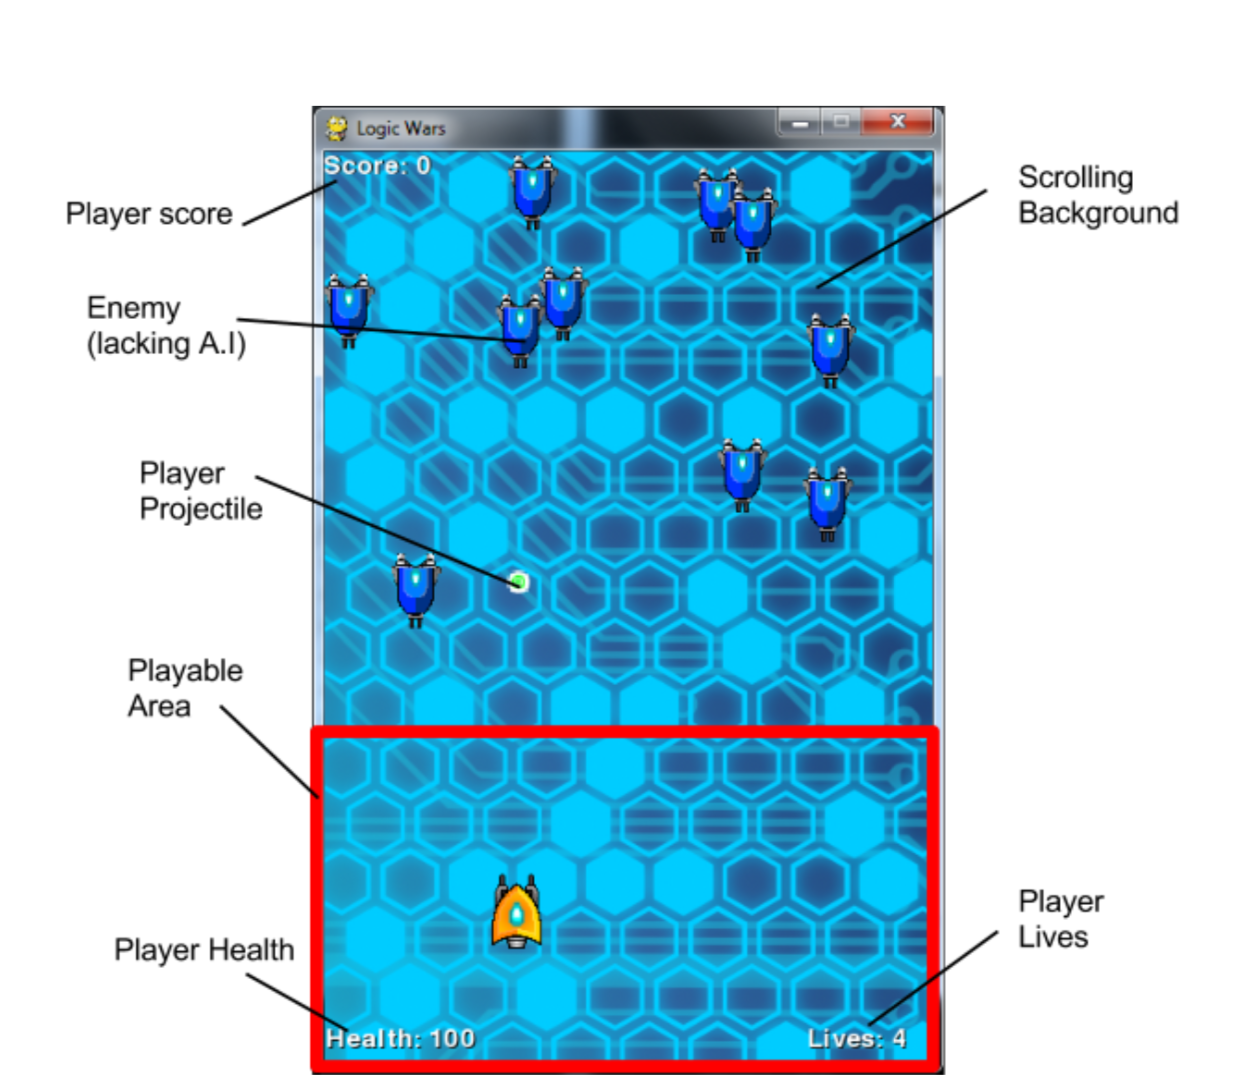 Logic Wars
Score: 0
Player score
Scrolling
Background
Enemy
(lacking A.I)
Player
Projectile
Playable
Area
Player Health
Player
Lives
Health: 100
Lives: 4